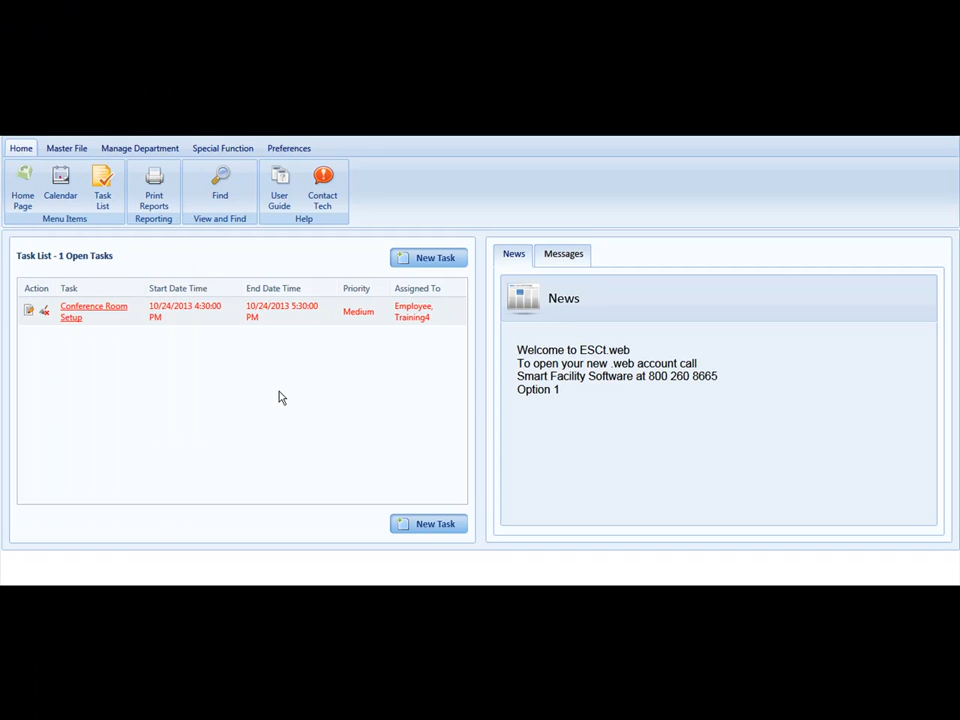 Home Master File Manage Department Special Function Preferences
Home Page
Calendar
Task List
Print Reports
Find
User Guide
Contact Tech
Menu Items Reporting View and Find Help
Task List - 1 Open Tasks
New Task
Action Task Start Date Time End Date Time Priority Assigned To
Conference Room Setup
10/24/2013 4:30:00 PM
10/24/2013 5:30:00 PM
Medium
Employee, Training4
New Task
News Messages
News
Welcome to ESCt.web
To open your new .web account call
Smart Facility Software at 800 260 8665
Option 1